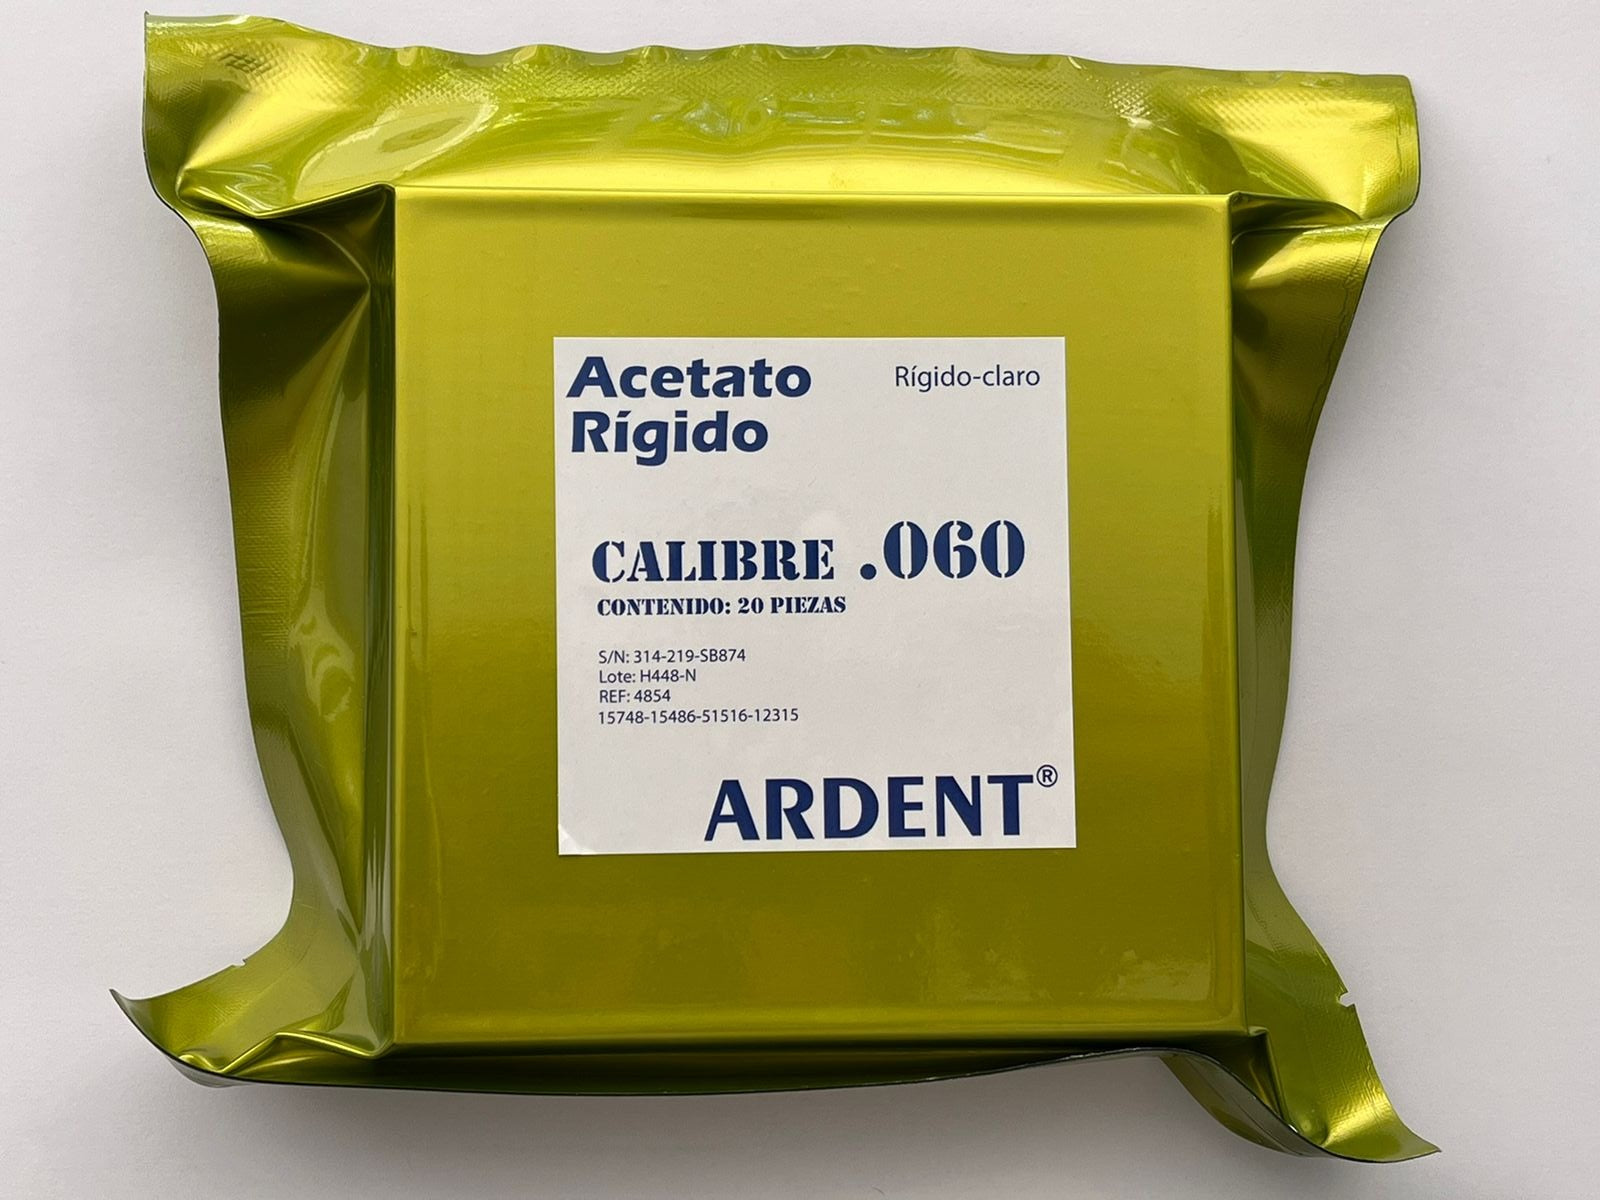 Acetato
Rígido
Rígido-claro
CALIBRE .060
CONTENIDO: 20 PIEZAS
S/N: 314-219-SB874
Lote: H448-N
REF: 4854
15748-15486-51516-12315
ARDENT®